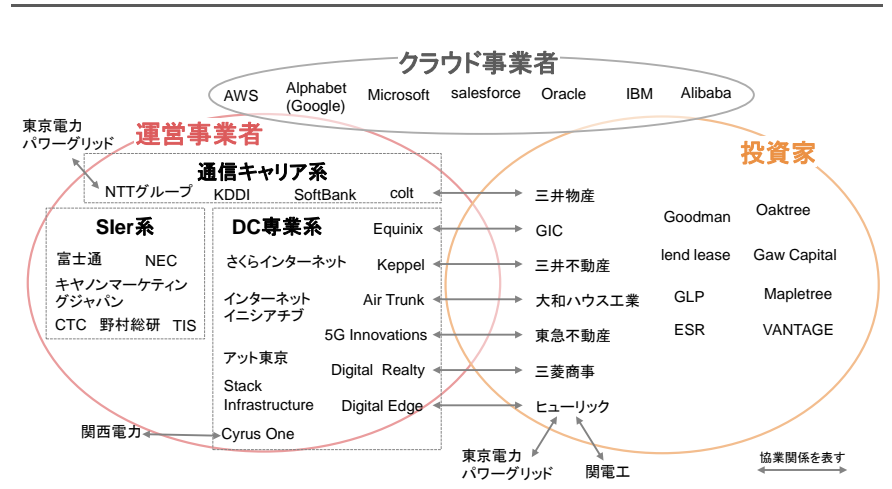 クラウド事業者
AWS
Alphabet
(Google)
Microsoft
salesforce
Oracle
IBM
Alibaba
東京電力
パワーグリッド
運営事業者
投資家
通信キャリア系
NTTグループ
KDDI
SoftBank
colt
三井物産
SIer系
富士通
NEC
キヤノンマーケティン
グジャパン
CTC
野村総研
TIS
DC専業系
Equinix
GIC
さくらインターネット
Keppel
三井不動産
インターネット
イニシアチブ
Air Trunk
大和ハウス工業
5G Innovations
東急不動産
アット東京
Digital Realty
三菱商事
Stack
Infrastructure
Digital Edge
ヒューリック
関西電力
Cyrus One
東京電力
パワーグリッド
関電工
Goodman
Oaktree
lend lease
Gaw Capital
GLP
Mapletree
ESR
VANTAGE
協業関係を表す